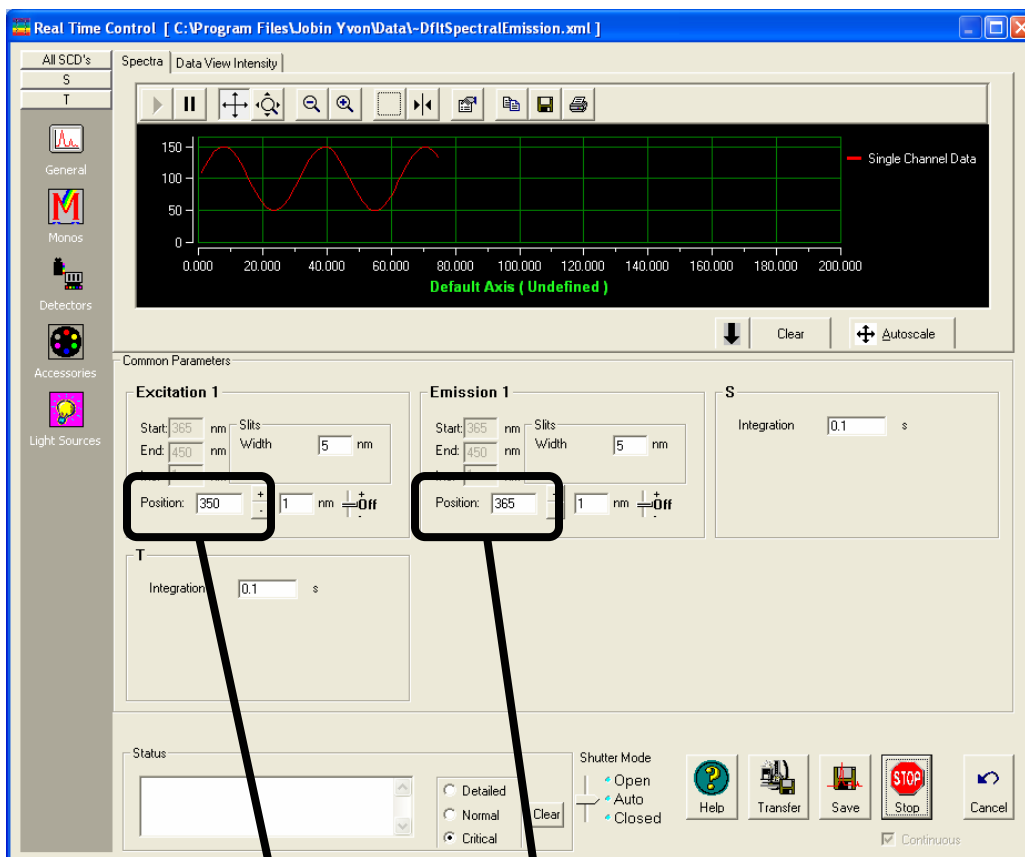 Real Time Control [ C:\Program Files\Jobin Yvon\Data\~DfltSpectralEmission.xml ]
All SCD's
S
T
General
Monos
Detectors
Accessories
Light Sources
Spectra
Data View Intensity
150
100
50
0
0.000 20.000 40.000 60.000 80.000 100.000 120.000 140.000 160.000 180.000 200.000
Default Axis ( Undefined )
Single Channel Data
Clear
Autoscale
Common Parameters
Excitation 1
Start: 365 nm
End: 450 nm
Slits
Width 5 nm
Position: 350 + - 1 nm + Off -
Emission 1
Start: 365 nm
End: 450 nm
Slits
Width 5 nm
Position: 365 1 nm + Off -
S
Integration 0.1 s
T
Integration 0.1 s
Status
Detailed
Normal
Critical
Clear
Shutter Mode
Open
Auto
Closed
Help
Transfer
Save
STOP
Stop
Cancel
Continuous